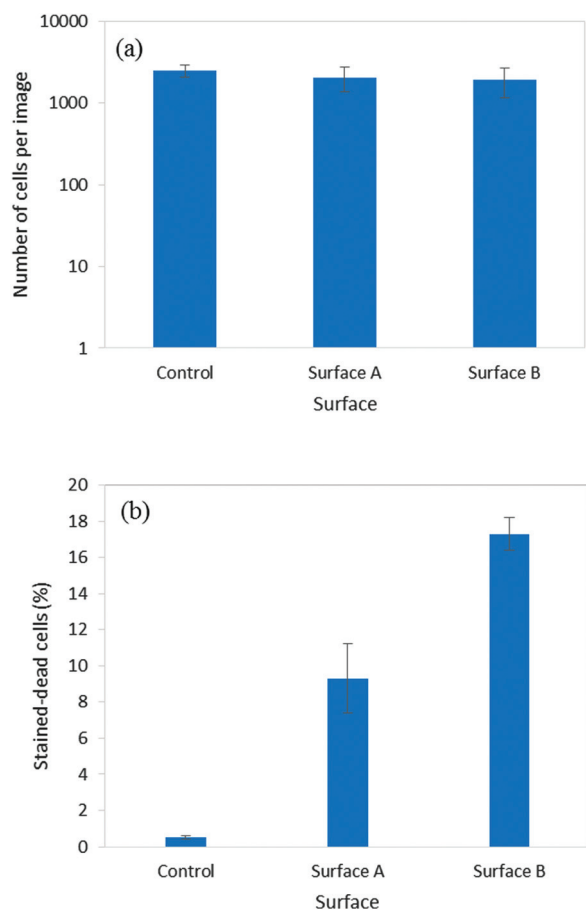 (a)
Number of cells per image
10000
1000
100
10
1
Control Surface A Surface B
Surface
(b)
Stained-dead cells (%)
20
18
16
14
12
10
8
6
4
2
0
Control Surface A Surface B
Surface